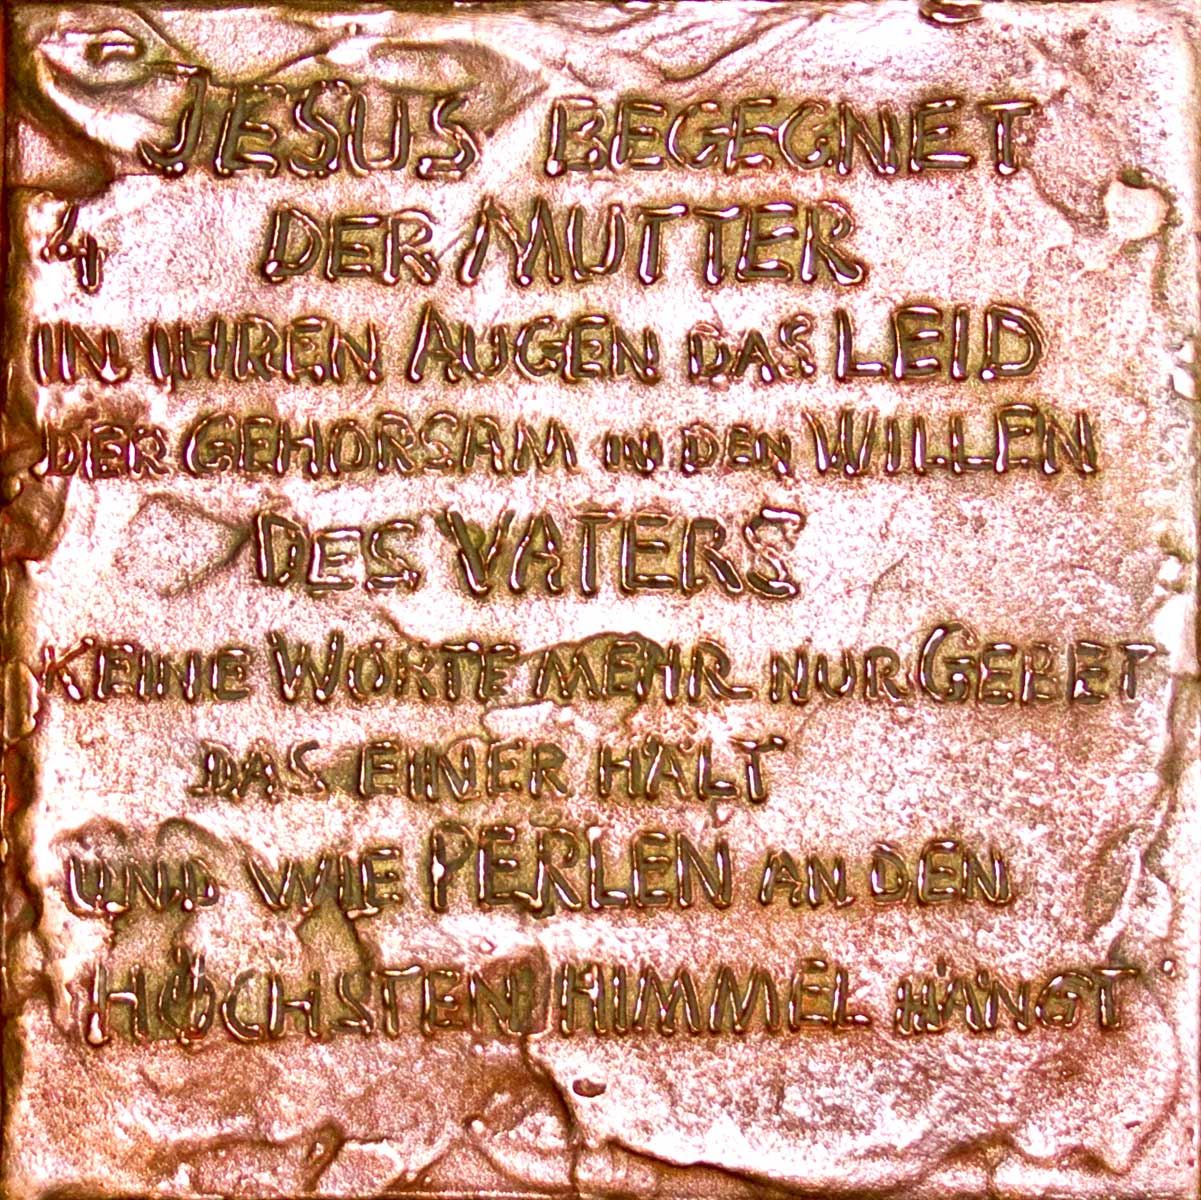 JESUS BEGEGNET
4 DER MUTTER
IN IHREN AUGEN DAS LEID
DER GEHORSAM IN DEN WILLEN
DES VATERS
KEINE WORTE MEHR NUR GEBET
DAS EINER HÄLT
UND WIE PERLEN AN DEN
HÖCHSTEN HIMMEL HÄNGT